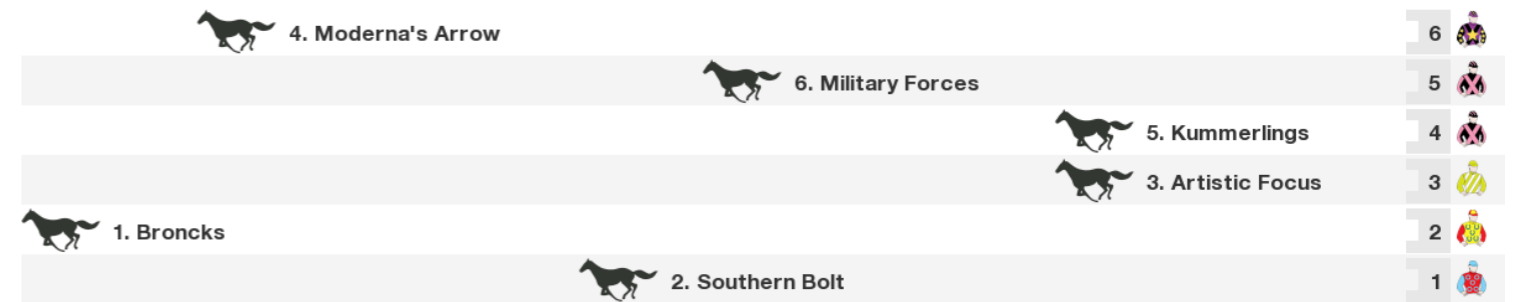 4. Moderna's Arrow 6
6. Military Forces 5
5. Kummerlings 4
3. Artistic Focus 3
1. Broncks 2
2. Southern Bolt 1